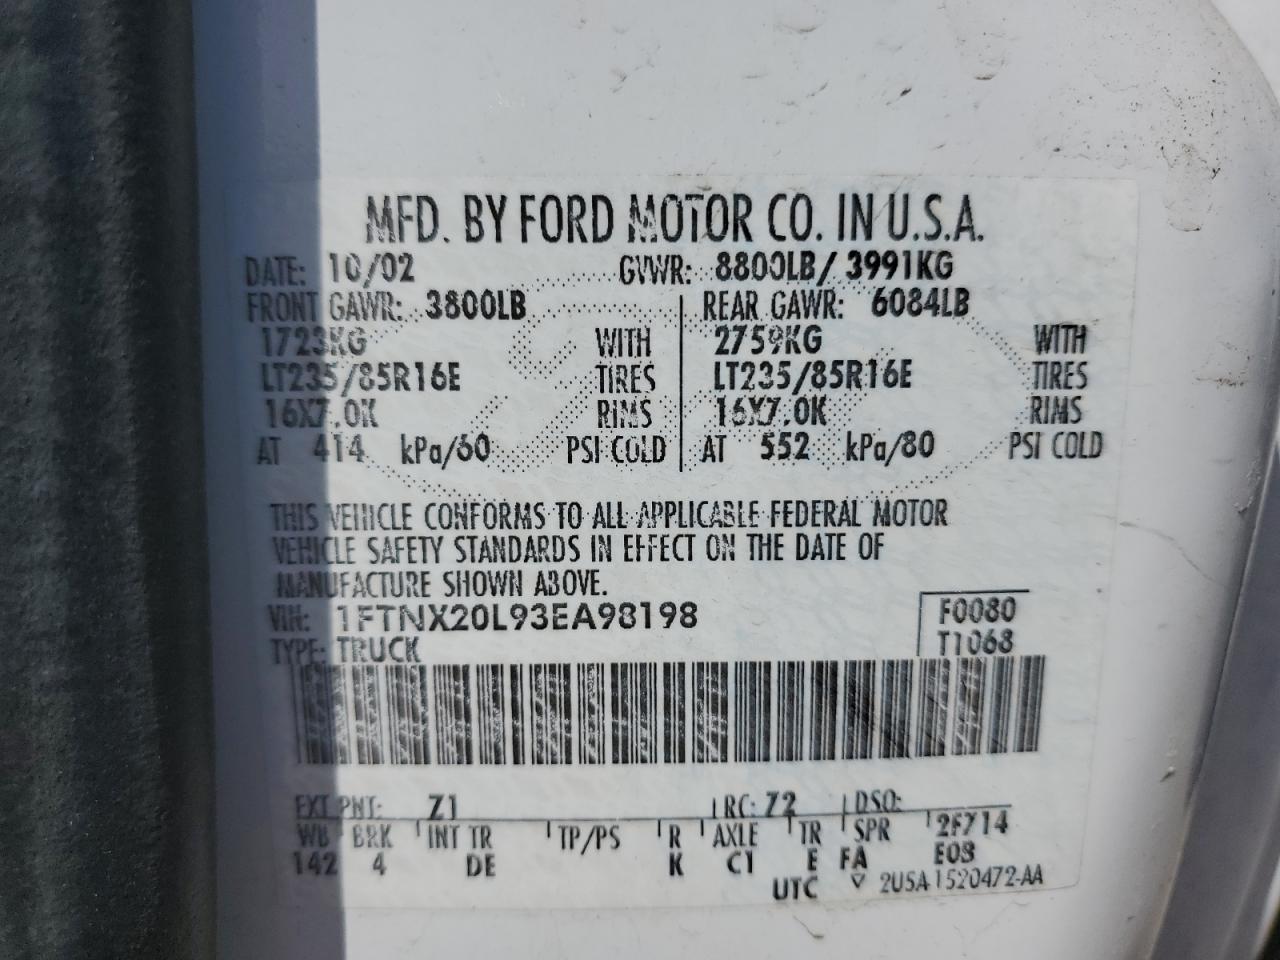 MFD. BY FORD MOTOR CO. IN U.S.A.
DATE: 10/02 GVWR: 8800LB/ 3991KG
FRONT GAWR: 3800LB REAR GAWR: 6084LB
1723KG WITH 2759KG WITH
LT235/85R16E TIRES LT235/85R16E TIRES
16X7.0K RIMS 16X7.0K RIMS
AT 414 kPa/60 PSI COLD AT 552 kPa/80 PSI COLD
THIS VEHICLE CONFORMS TO ALL APPLICABLE FEDERAL MOTOR
VEHICLE SAFETY STANDARDS IN EFFECT ON THE DATE OF
MANUFACTURE SHOWN ABOVE.
VIN: 1FTNX20L93EA98198 F0080
TYPE: TRUCK T1068
EXT PNT: Z1 RC: 72 DSO:
WB BRK INT TR TP/PS R AXLE TR SPR 2F714
142 4 DE K C1 E FA E08
UTC ▽ 2U5A 1520472-AA